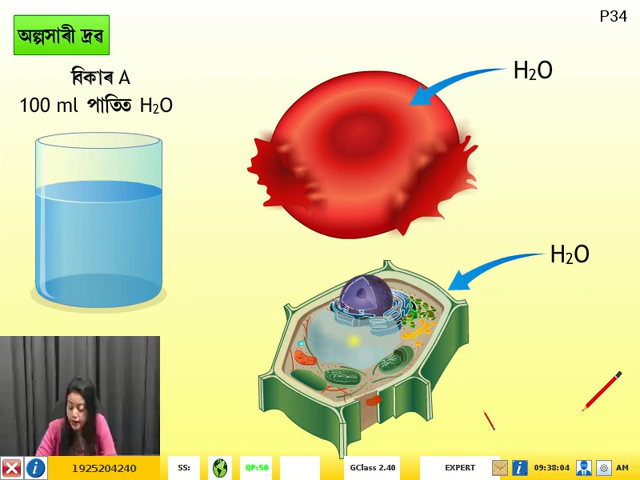 P34
অল্পসাৰী দ্ৰৱ
বিকাৰ A
100 ml পাতিত H₂O
H₂O
H₂O
1925204240
SS:
QP:50
GClass 2.40
EXPERT
09:38:04
AM